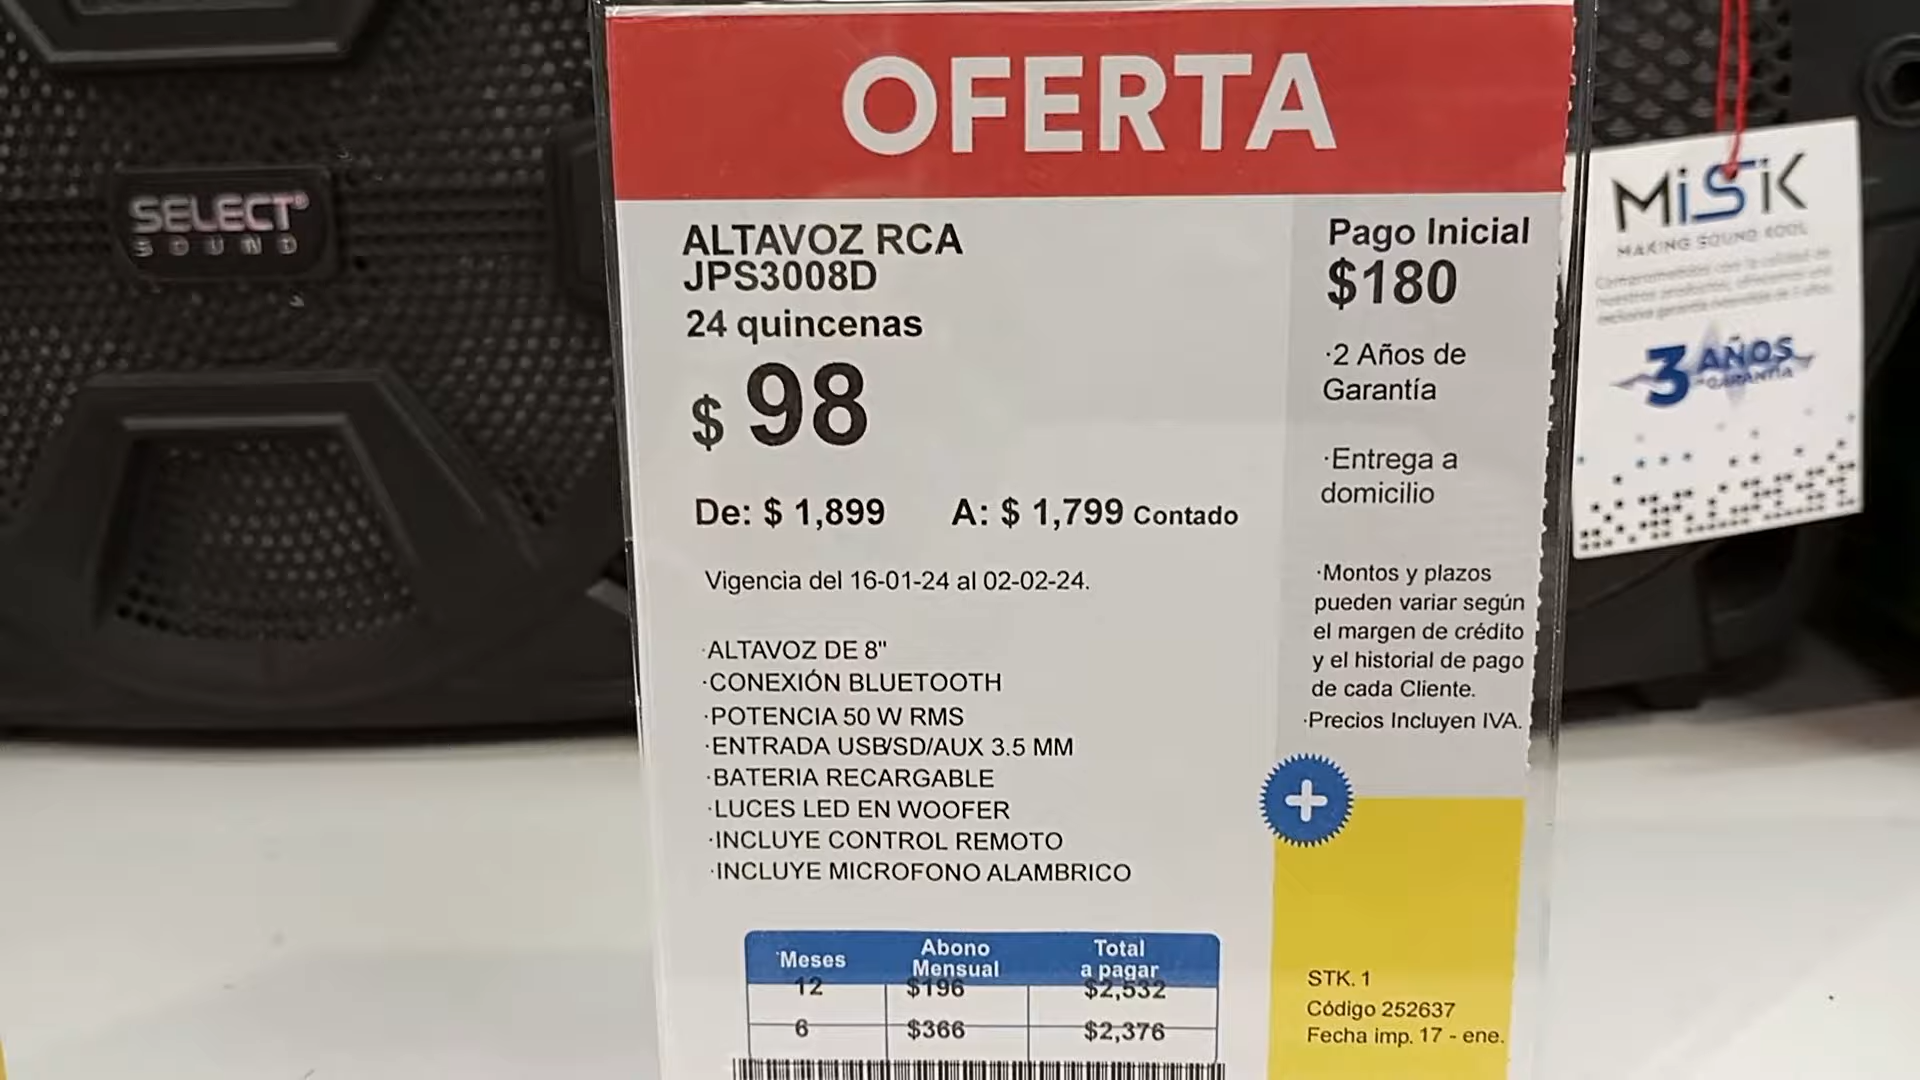 SELECT®
SOUND
OFERTA
ALTAVOZ RCA
JPS3008D
24 quincenas
$ 98
De: $ 1,899 A: $ 1,799 Contado
Vigencia del 16-01-24 al 02-02-24.
·ALTAVOZ DE 8"
·CONEXIÓN BLUETOOTH
·POTENCIA 50 W RMS
·ENTRADA USB/SD/AUX 3.5 MM
·BATERIA RECARGABLE
·LUCES LED EN WOOFER
·INCLUYE CONTROL REMOTO
·INCLUYE MICROFONO ALAMBRICO
Meses Abono Mensual Total a pagar
12 $196 $2,532
6 $366 $2,376
Pago Inicial
$180
·2 Años de
Garantía
·Entrega a
domicilio
·Montos y plazos
pueden variar según
el margen de crédito
y el historial de pago
de cada Cliente.
·Precios Incluyen IVA.
+
STK. 1
Código 252637
Fecha imp. 17 - ene.
MiSiK
MAKING SOUND KOOL
3 AÑOS
DE GARANTÍA